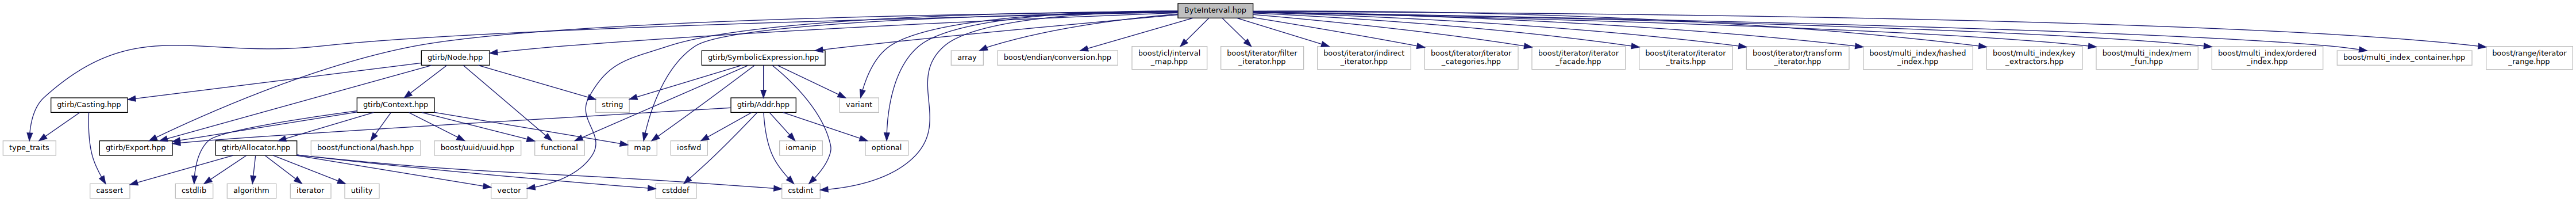 ByteInterval.hpp
gtirb/Node.hpp
gtirb/SymbolicExpression.hpp
array
boost/endian/conversion.hpp
boost/icl/interval
_map.hpp
boost/iterator/filter
_iterator.hpp
boost/iterator/indirect
_iterator.hpp
boost/iterator/iterator
_categories.hpp
boost/iterator/iterator
_facade.hpp
boost/iterator/iterator
_traits.hpp
boost/iterator/transform
_iterator.hpp
boost/multi_index/hashed
_index.hpp
boost/multi_index/key
_extractors.hpp
boost/multi_index/mem
_fun.hpp
boost/multi_index/ordered
_index.hpp
boost/multi_index_container.hpp
boost/range/iterator
_range.hpp
gtirb/Casting.hpp
gtirb/Context.hpp
string
gtirb/Addr.hpp
variant
type_traits
gtirb/Export.hpp
gtirb/Allocator.hpp
boost/functional/hash.hpp
boost/uuid/uuid.hpp
functional
map
iosfwd
iomanip
optional
cassert
cstdlib
algorithm
iterator
utility
vector
cstddef
cstdint